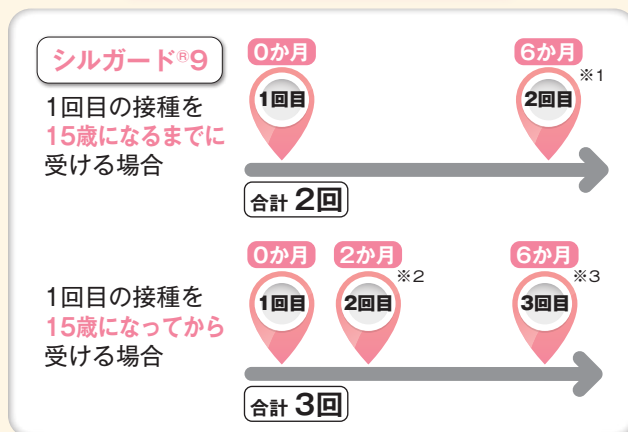 シルガード®9
1回目の接種を
15歳になるまでに
受ける場合
0か月
6か月
1回目
2回目
※1
合計 2回
1回目の接種を
15歳になってから
受ける場合
0か月
2か月
6か月
1回目
2回目
※2
3回目
※3
合計 3回